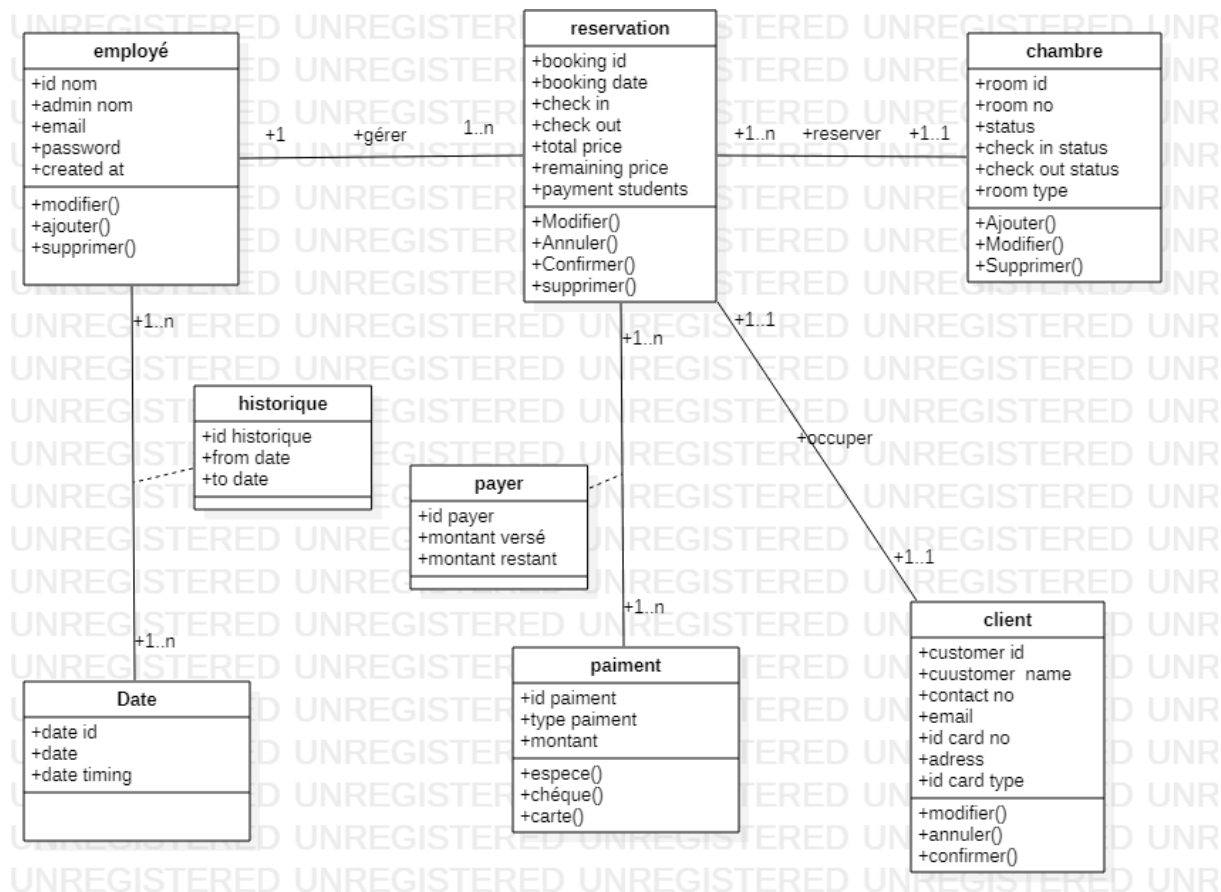 employé
+id nom
+admin nom
+email
+password
+created at
+modifier()
+ajouter()
+supprimer()
+1 +gérer 1..n
reservation
+booking id
+booking date
+check in
+check out
+total price
+remaining price
+payment students
+Modifier()
+Annuler()
+Confirmer()
+supprimer()
+1..n +reserver +1..1
chambre
+room id
+room no
+status
+check in status
+check out status
+room type
+Ajouter()
+Modifier()
+Supprimer()
+1..n
historique
+id historique
+from date
+to date
+1..n
Date
+date id
+date
+date timing
+1..n
payer
+id payer
+montant versé
+montant restant
+1..n
paiment
+id paiment
+type paiment
+montant
+espece()
+chéque()
+carte()
+1..1
+occuper
+1..1
client
+customer id
+cuustomer name
+contact no
+email
+id card no
+adress
+id card type
+modifier()
+annuler()
+confirmer()
UNREGISTERED